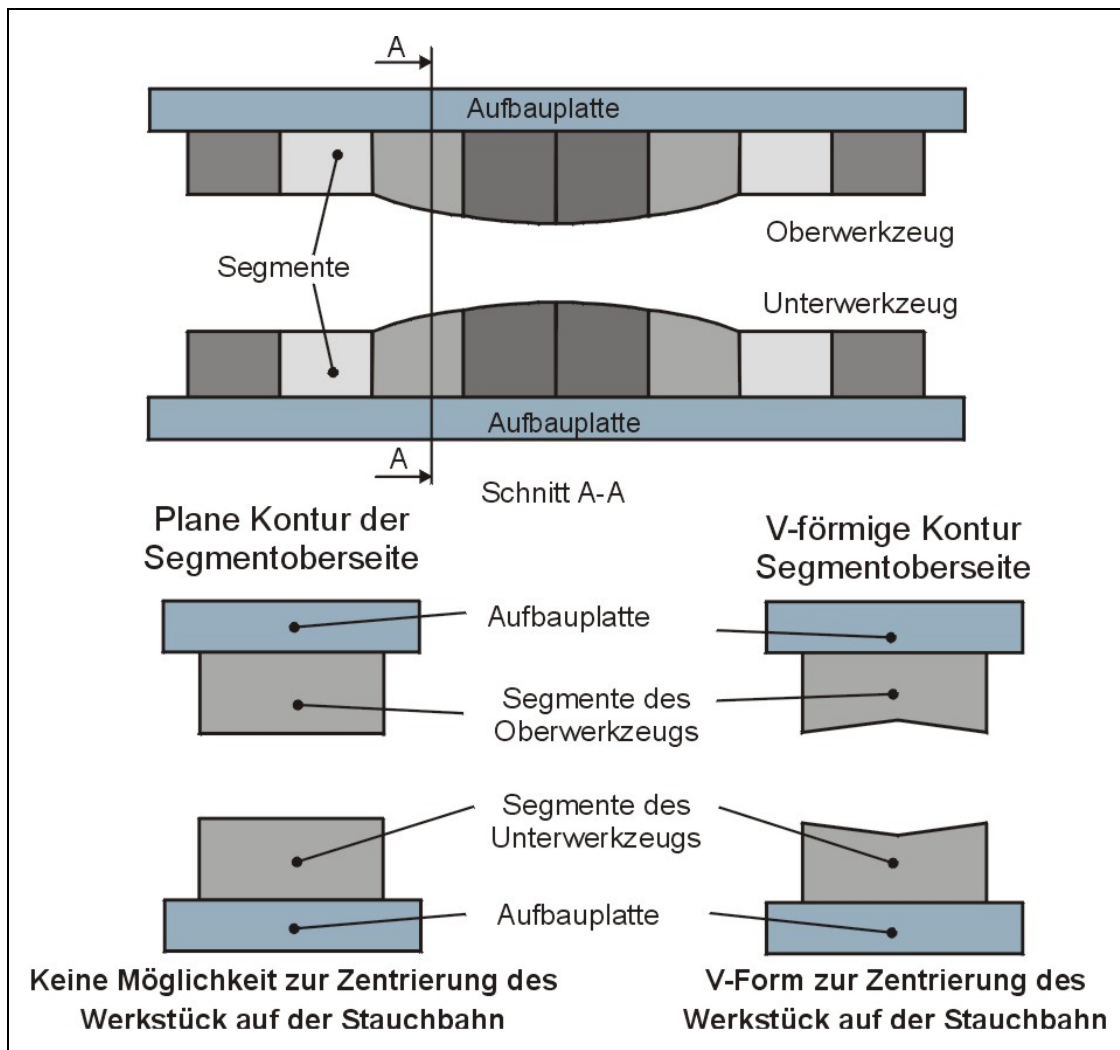 A
Aufbauplatte
Oberwerkzeug
Segmente
Unterwerkzeug
Aufbauplatte
A
Schnitt A-A
Plane Kontur der
Segmentoberseite
V-förmige Kontur
Segmentoberseite
Aufbauplatte
Segmente des
Oberwerkzeugs
Segmente des
Unterwerkzeugs
Aufbauplatte
Keine Möglichkeit zur Zentrierung des
Werkstück auf der Stauchbahn
V-Form zur Zentrierung des
Werkstück auf der Stauchbahn